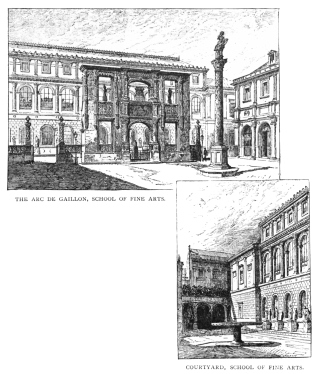 THE ARC DE GAILLON, SCHOOL OF FINE ARTS.
COURTYARD, SCHOOL OF FINE ARTS.